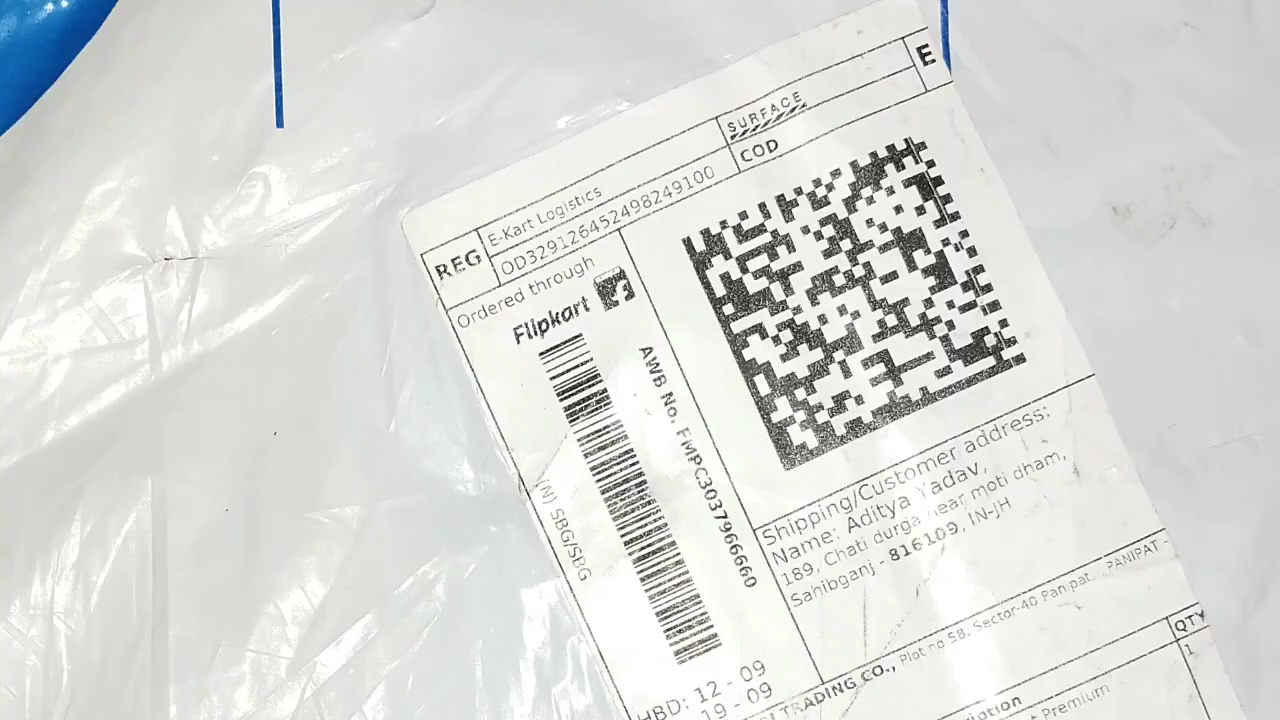 SURFACE
E
E-Kart Logistics
COD
REG
OD329126452498249100
Ordered through
Flipkart
AWB No. FMPC3037966660
(N) SBG/SBG
Shipping/Customer address:
Name: Aditya Yadav,
189, Chati durga near moti dham,
Sahibganj - 816109, IN-JH
HBD: 12 - 09
19 - 09
TRADING CO., Plot no 58, Sector-40 Panipat, , PANIPAT -
QTY
1
Premium